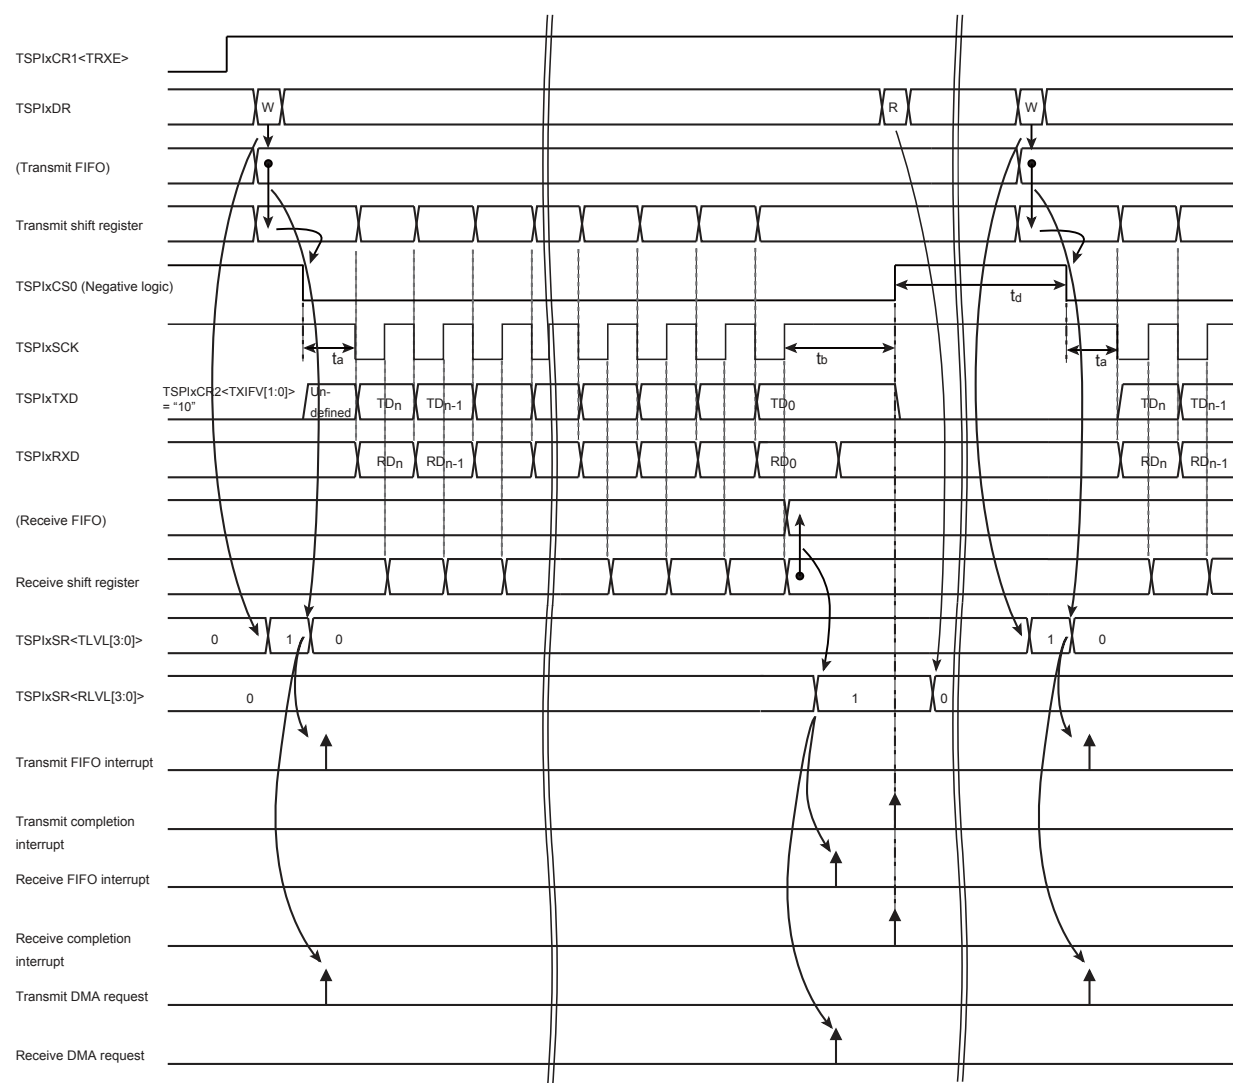 TSPIxCR1<TRXE>
TSPIxDR W R W
(Transmit FIFO)
Transmit shift register
TSPIxCS0 (Negative logic) td
TSPIxSCK ta tb ta
TSPIxTXD TSPIxCR2<TXIFV[1:0]> = “10” Un-defined TDn TDn-1 TD0 TDn TDn-1
TSPIxRXD RDn RDn-1 RD0 RDn RDn-1
(Receive FIFO)
Receive shift register
TSPIxSR<TLVL[3:0]> 0 1 0 1 0
TSPIxSR<RLVL[3:0]> 0 1 0
Transmit FIFO interrupt
Transmit completion
interrupt
Receive FIFO interrupt
Receive completion
interrupt
Transmit DMA request
Receive DMA request